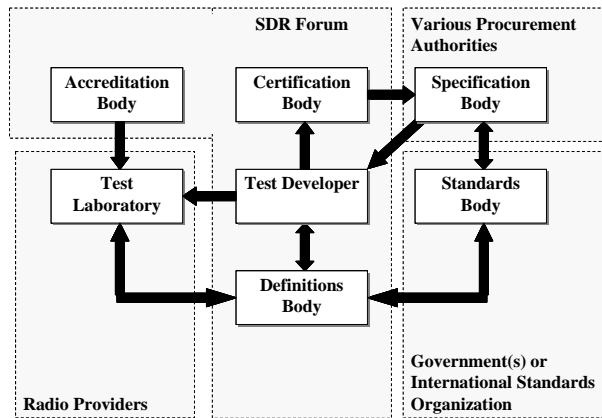 SDR Forum
Various Procurement
Authorities
Accreditation
Body
Certification
Body
Specification
Body
Test
Laboratory
Test Developer
Standards
Body
Definitions
Body
Radio Providers
Government(s) or
International Standards
Organization